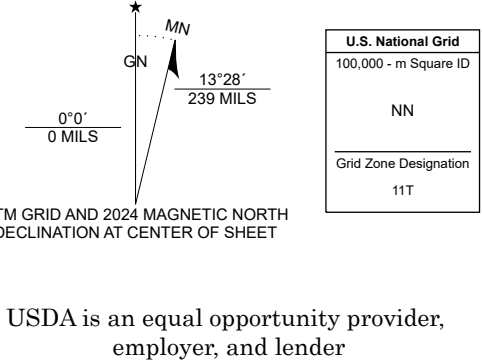 MN
GN
13°28´
239 MILS
0°0´
0 MILS
TM GRID AND 2024 MAGNETIC NORTH
DECLINATION AT CENTER OF SHEET
U.S. National Grid
100,000 - m Square ID
NN
Grid Zone Designation
11T
USDA is an equal opportunity provider,
employer, and lender